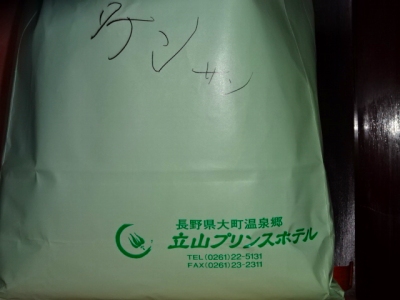 ケンサン
長野県大町温泉郷
立山プリンスホテル
TEL(0261)22-5131
FAX(0261)23-2311